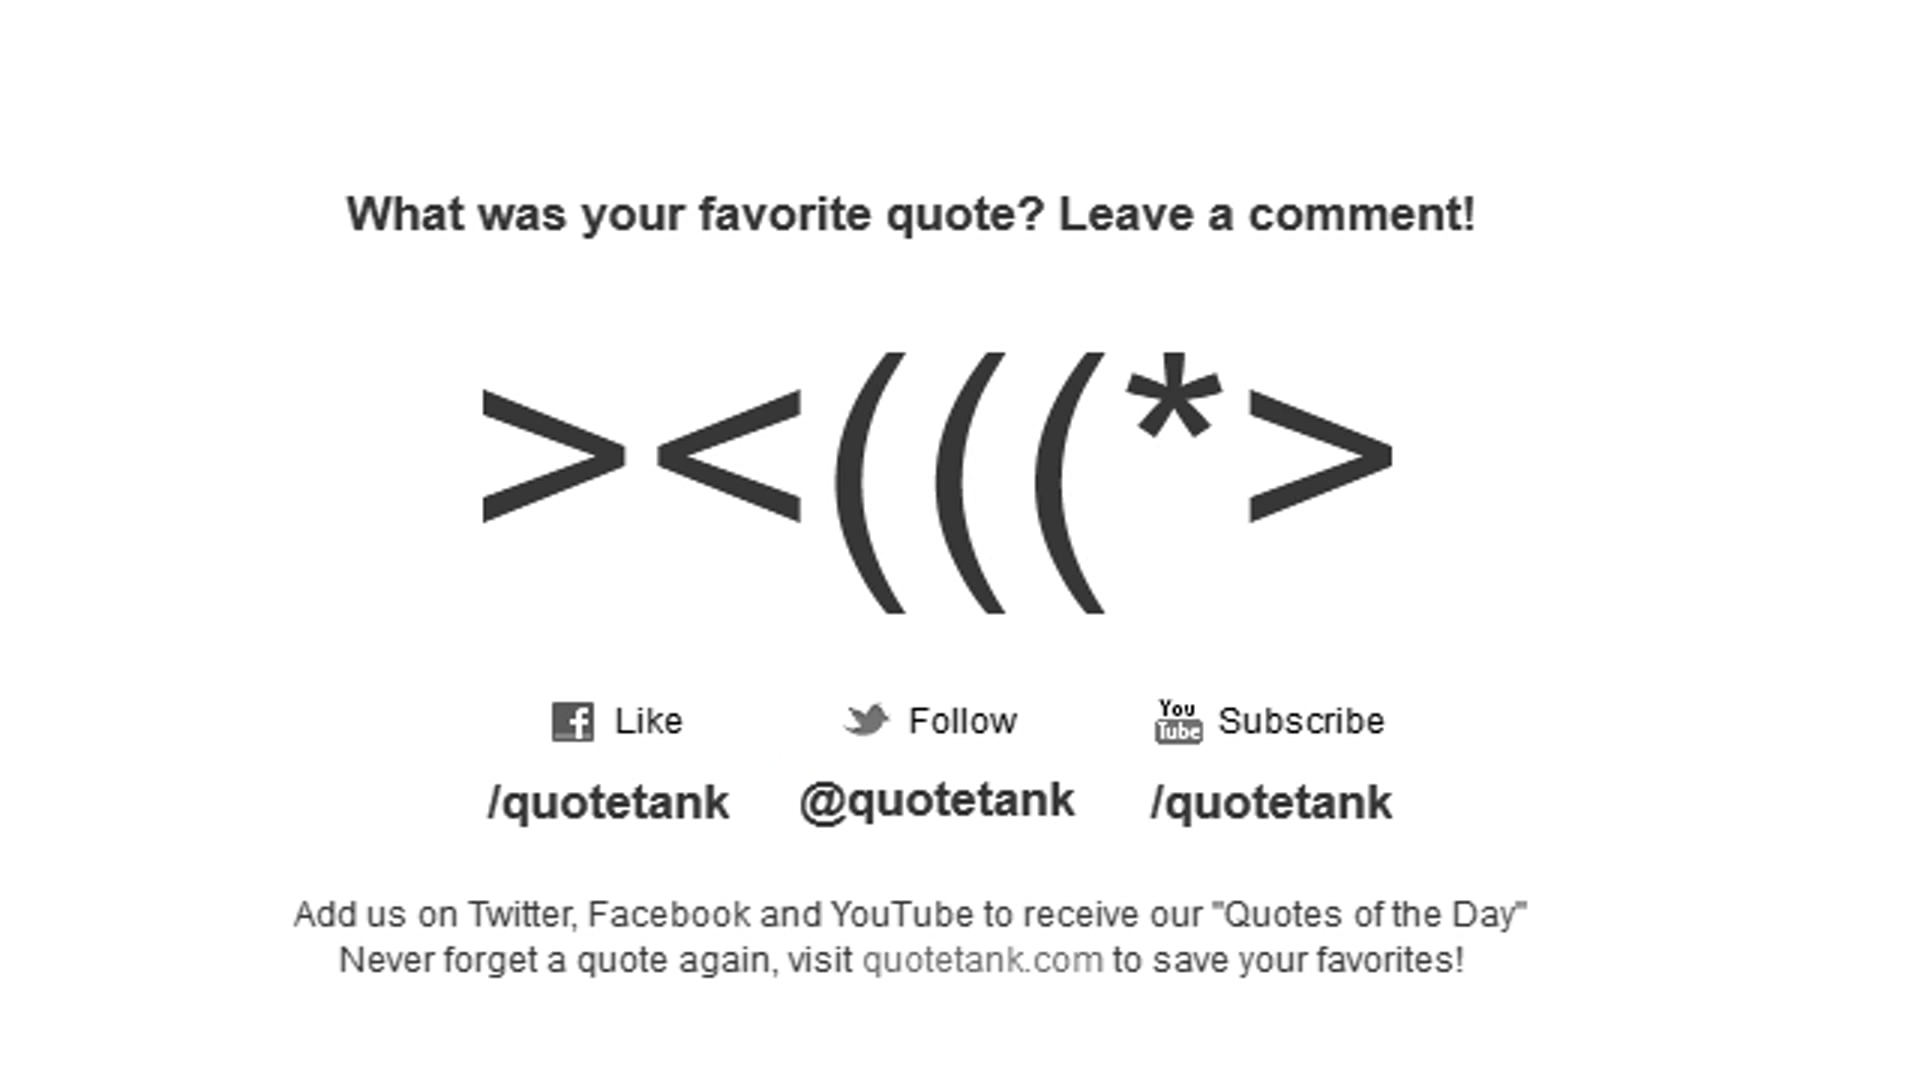 What was your favorite quote? Leave a comment!
><(((*>
f Like
Follow
You Tube Subscribe
/quotetank
@quotetank
/quotetank
Add us on Twitter, Facebook and YouTube to receive our "Quotes of the Day"
Never forget a quote again, visit quotetank.com to save your favorites!